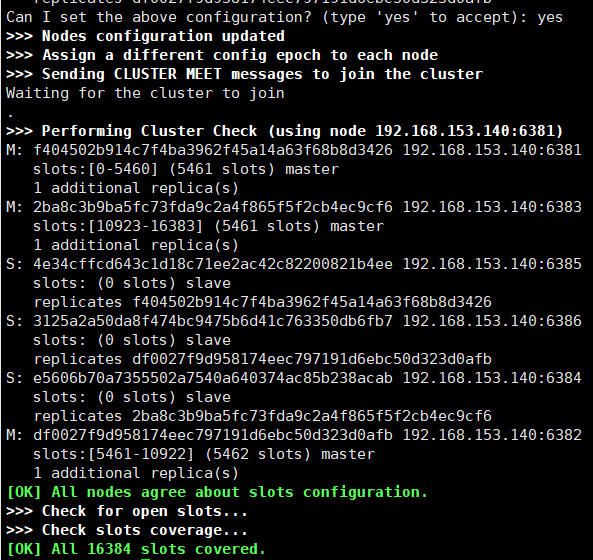 Can I set the above configuration? (type 'yes' to accept): yes
>>> Nodes configuration updated
>>> Assign a different config epoch to each node
>>> Sending CLUSTER MEET messages to join the cluster
Waiting for the cluster to join
.
>>> Performing Cluster Check (using node 192.168.153.140:6381)
M: f404502b914c7f4ba3962f45a14a63f68b8d3426 192.168.153.140:6381
   slots:[0-5460] (5461 slots) master
   1 additional replica(s)
M: 2ba8c3b9ba5fc73fda9c2a4f865f5f2cb4ec9cf6 192.168.153.140:6383
   slots:[10923-16383] (5461 slots) master
   1 additional replica(s)
S: 4e34cffcd643c1d18c71ee2ac42c82200821b4ee 192.168.153.140:6385
   slots: (0 slots) slave
   replicates f404502b914c7f4ba3962f45a14a63f68b8d3426
S: 3125a2a50da8f474bc9475b6d41c763350db6fb7 192.168.153.140:6386
   slots: (0 slots) slave
   replicates df0027f9d958174eec797191d6ebc50d323d0afb
S: e5606b70a7355502a7540a640374ac85b238acab 192.168.153.140:6384
   slots: (0 slots) slave
   replicates 2ba8c3b9ba5fc73fda9c2a4f865f5f2cb4ec9cf6
M: df0027f9d958174eec797191d6ebc50d323d0afb 192.168.153.140:6382
   slots:[5461-10922] (5462 slots) master
   1 additional replica(s)
[OK] All nodes agree about slots configuration.
>>> Check for open slots...
>>> Check slots coverage...
[OK] All 16384 slots covered.